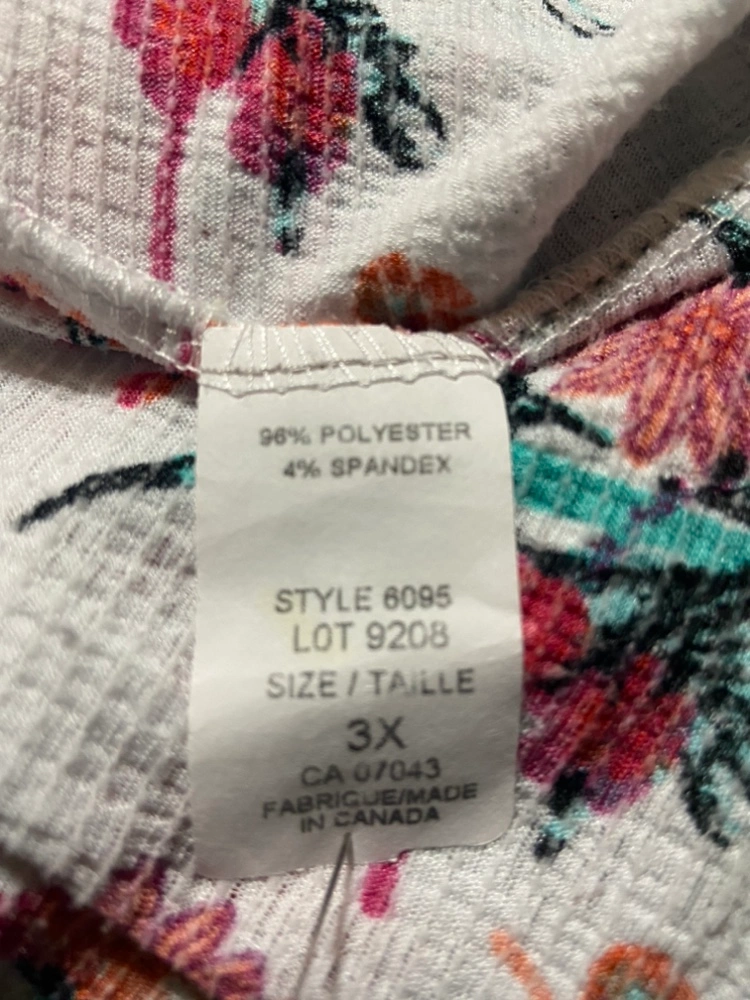 96% POLYESTER
4% SPANDEX
STYLE 6095
LOT 9208
SIZE / TAILLE
3X
CA 07043
FABRIQUE/MADE
IN CANADA